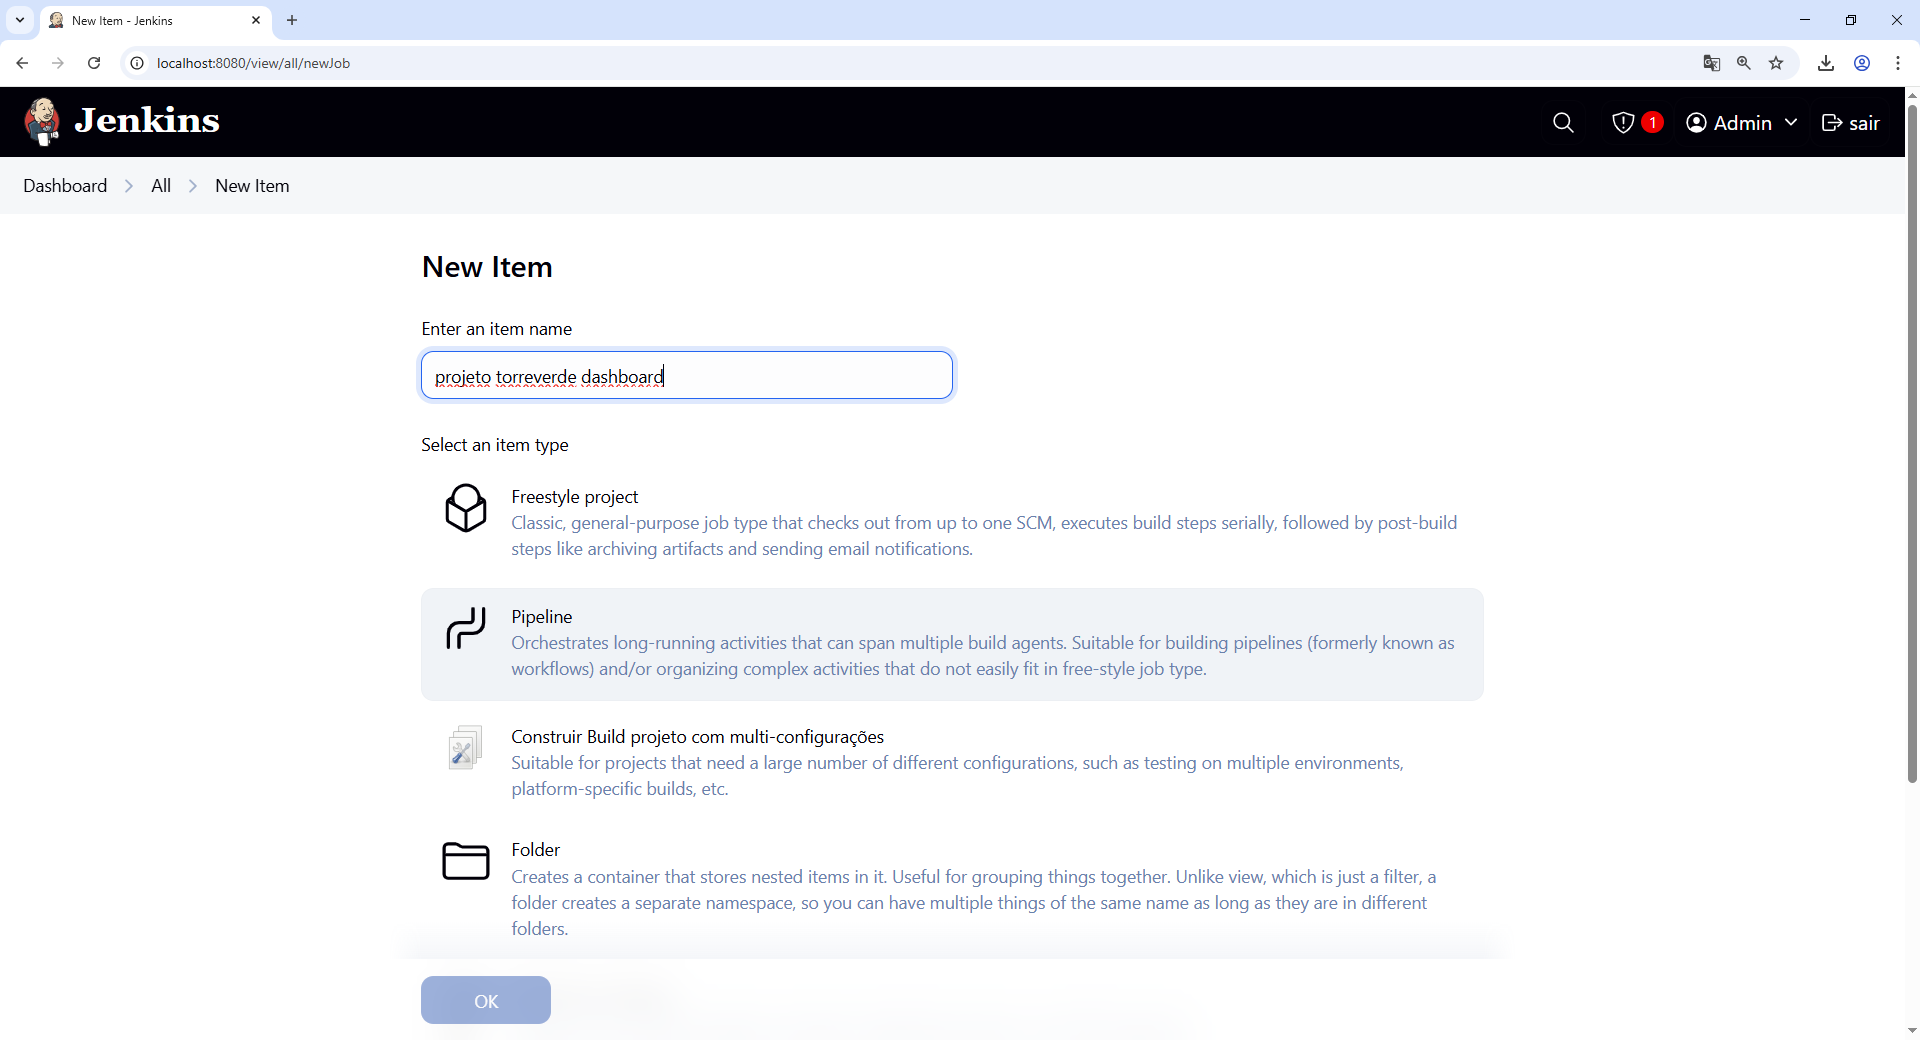 New Item - Jenkins
localhost:8080/view/all/newJob
Jenkins
1
Admin
sair
Dashboard
All
New Item
New Item
Enter an item name
projeto torreverde dashboard
Select an item type
Freestyle project
Classic, general-purpose job type that checks out from up to one SCM, executes build steps serially, followed by post-build
steps like archiving artifacts and sending email notifications.
Pipeline
Orchestrates long-running activities that can span multiple build agents. Suitable for building pipelines (formerly known as
workflows) and/or organizing complex activities that do not easily fit in free-style job type.
Construir Build projeto com multi-configurações
Suitable for projects that need a large number of different configurations, such as testing on multiple environments,
platform-specific builds, etc.
Folder
Creates a container that stores nested items in it. Useful for grouping things together. Unlike view, which is just a filter, a
folder creates a separate namespace, so you can have multiple things of the same name as long as they are in different
folders.
OK